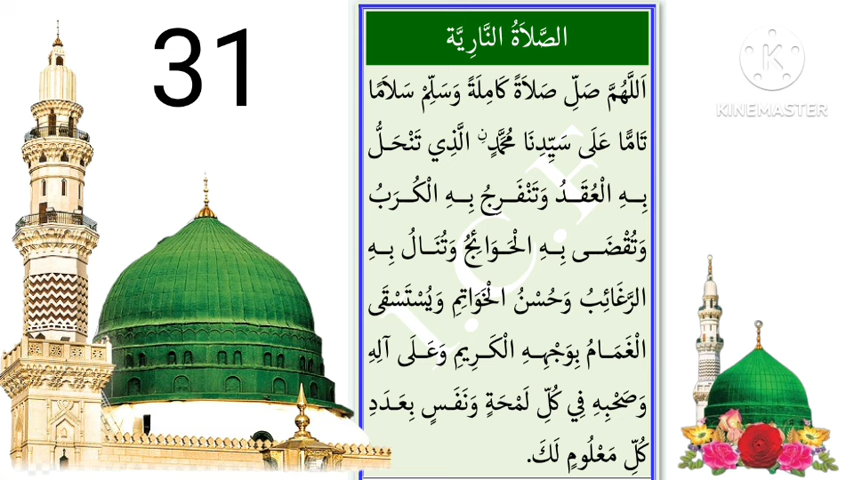 31
الصَّلاَةُ النَّارِيَّة
اَللَّهُمَّ صَلِّ صَلاَةً كَامِلَةً وَسَلِّمْ سَلاَمًا
تَامًّا عَلَى سَيِّدِنَا مُحَمَّدٍ نِ الَّذِي تَنْحَلُّ
بِهِ الْعُقَدُ وَتَنْفَرِجُ بِهِ الْكُرَبُ
وَتُقْضَى بِهِ الْحَوَائِجُ وَتُنَالُ بِهِ
الرَّغَائِبُ وَحُسْنُ الْخَوَاتِمِ وَيُسْتَسْقَى
الْغَمَامُ بِوَجْهِهِ الْكَرِيمِ وَعَلَى آلِهِ
وَصَحْبِهِ فِي كُلِّ لَمْحَةٍ وَنَفَسٍ بِعَدَدِ
كُلِّ مَعْلُومٍ لَكَ.
I.C.F
KINEMASTER